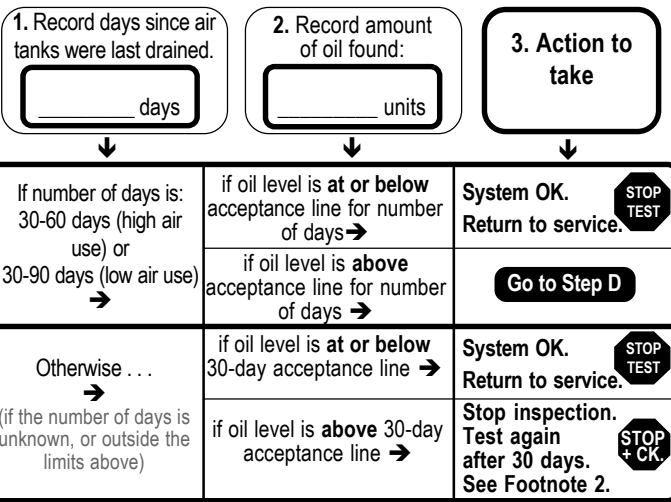 1. Record days since air
tanks were last drained.
_________ days
2. Record amount
of oil found:
_________ units
3. Action to
take
If number of days is:
30-60 days (high air
use) or
30-90 days (low air use)
if oil level is at or below
acceptance line for number
of days
System OK.
Return to service.
STOP
TEST
if oil level is above
acceptance line for number
of days
Go to Step D
Otherwise . . .
(if the number of days is
unknown, or outside the
limits above)
if oil level is at or below
30-day acceptance line
System OK.
Return to service.
STOP
TEST
if oil level is above 30-day
acceptance line
Stop inspection.
Test again
after 30 days.
See Footnote 2.
STOP
+ CK.